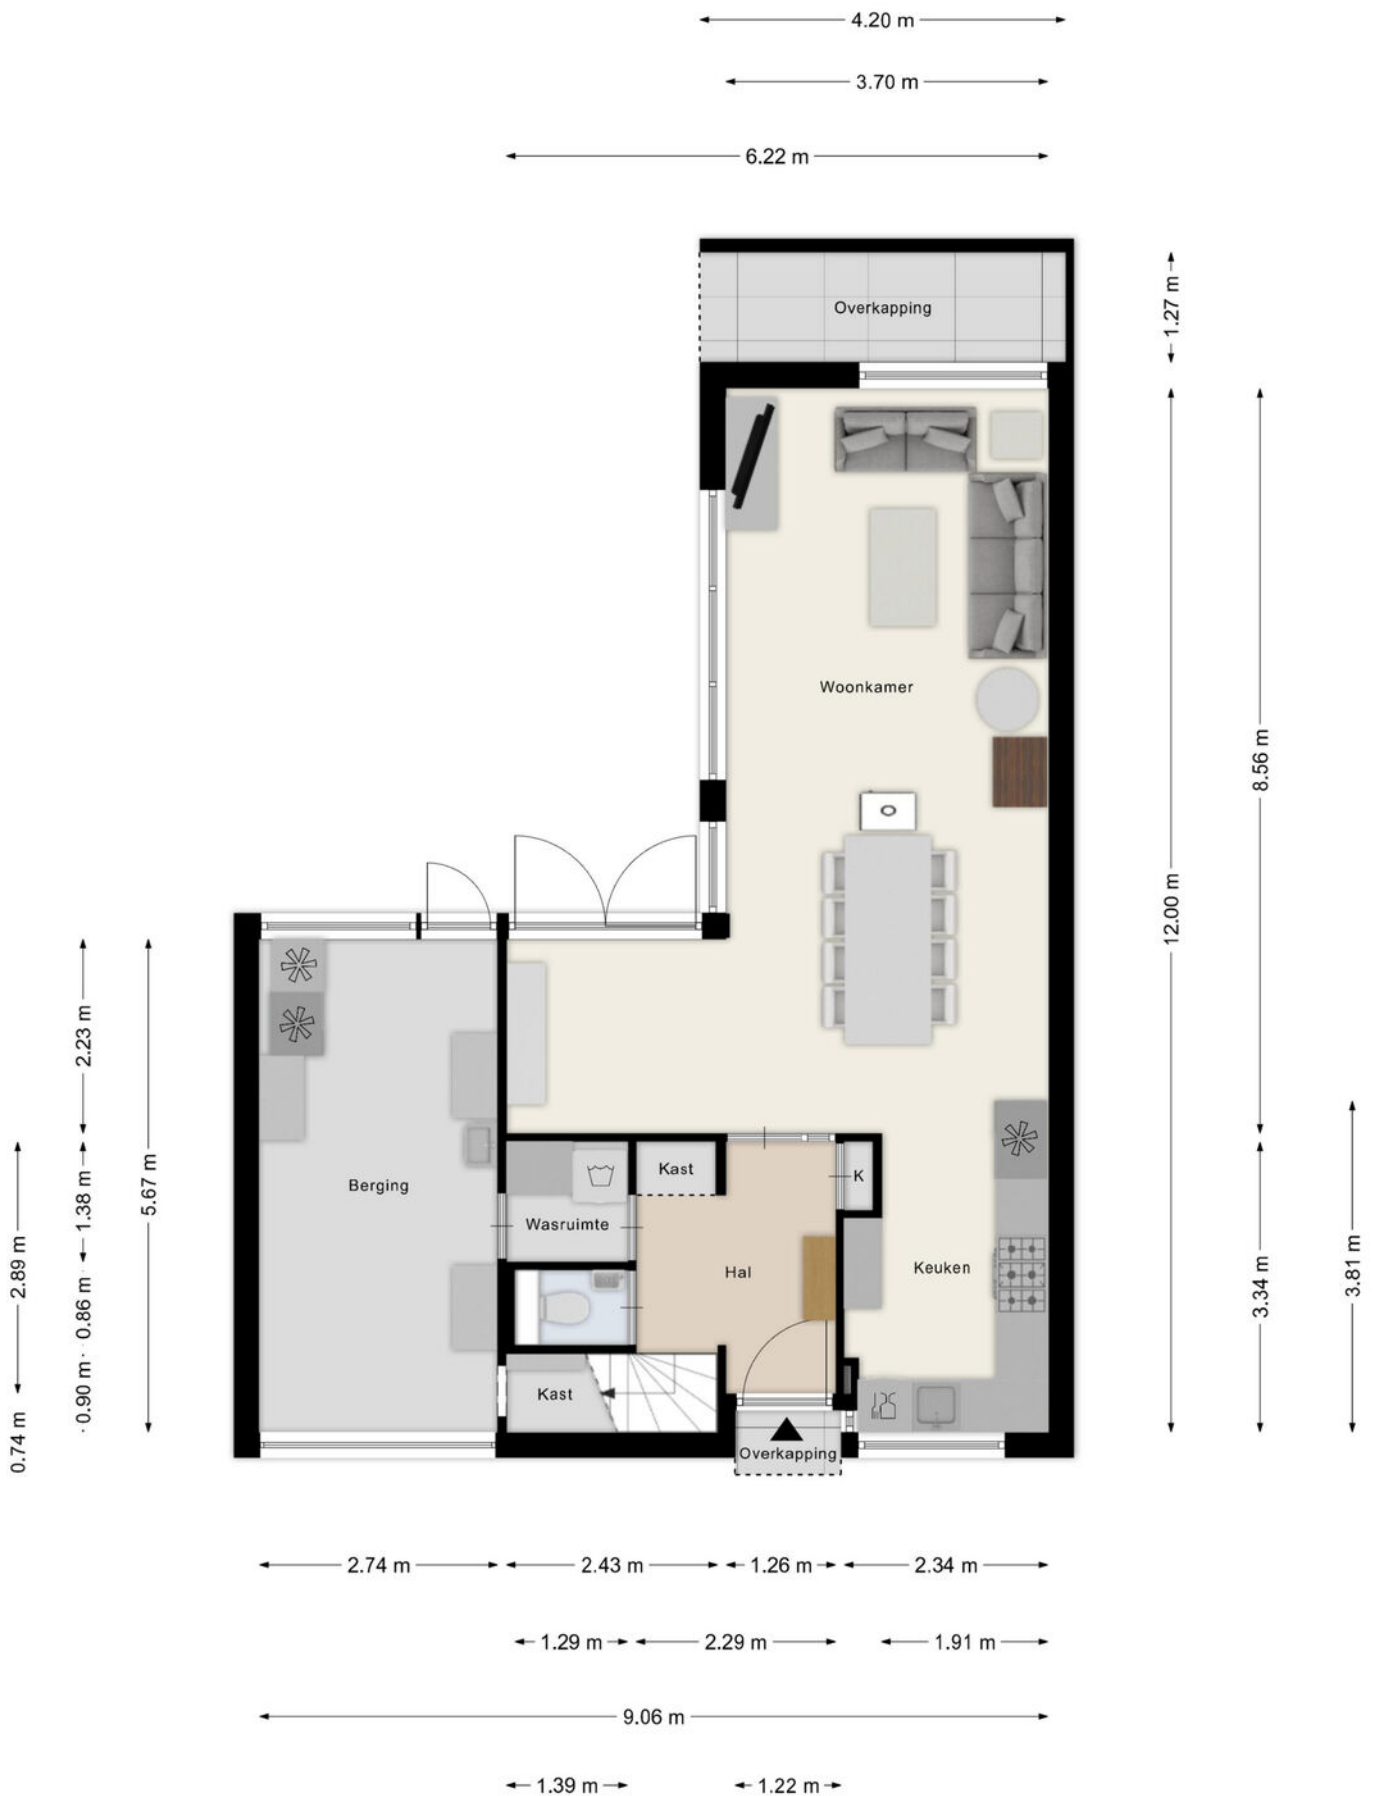 4.20 m
3.70 m
6.22 m
1.27 m
Overkapping
Woonkamer
8.56 m
12.00 m
2.23 m
5.67 m
1.38 m
2.89 m
0.86 m
0.90 m
0.74 m
3.34 m
3.81 m
Berging
Kast
K
Wasruimte
Hal
Keuken
Kast
Overkapping
2.74 m
2.43 m
1.26 m
2.34 m
1.29 m
2.29 m
1.91 m
9.06 m
1.39 m
1.22 m